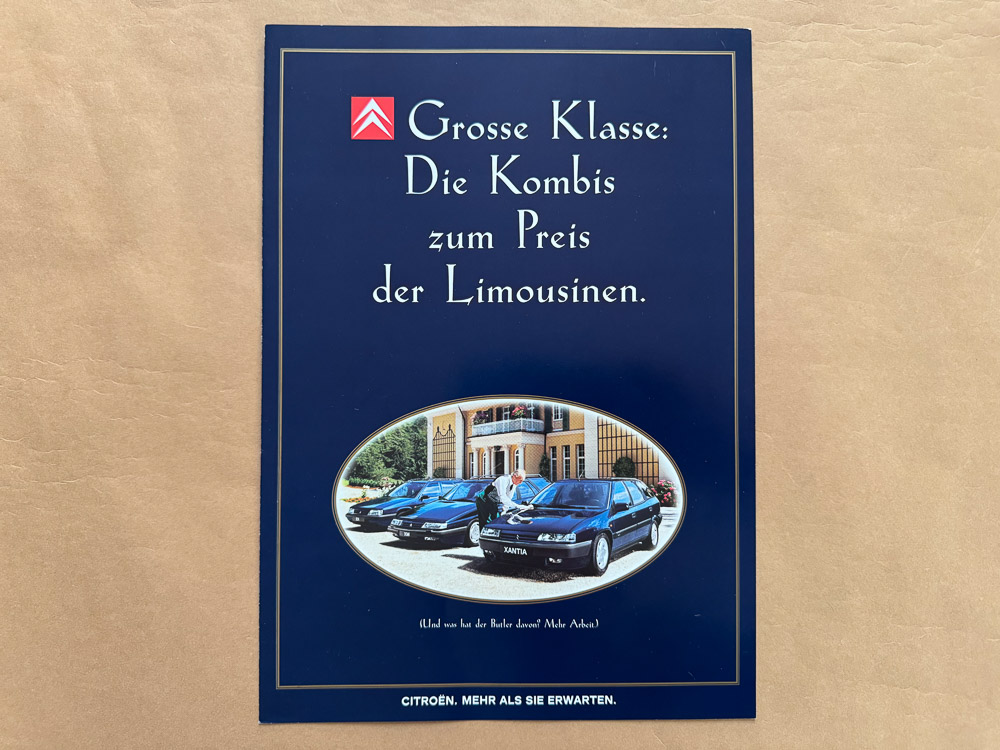 Grosse Klasse:
Die Kombis
zum Preis
der Limousinen.
XANTIA
(Und was hat der Butler davon? Mehr Arbeit.)
CITROËN. MEHR ALS SIE ERWARTEN.